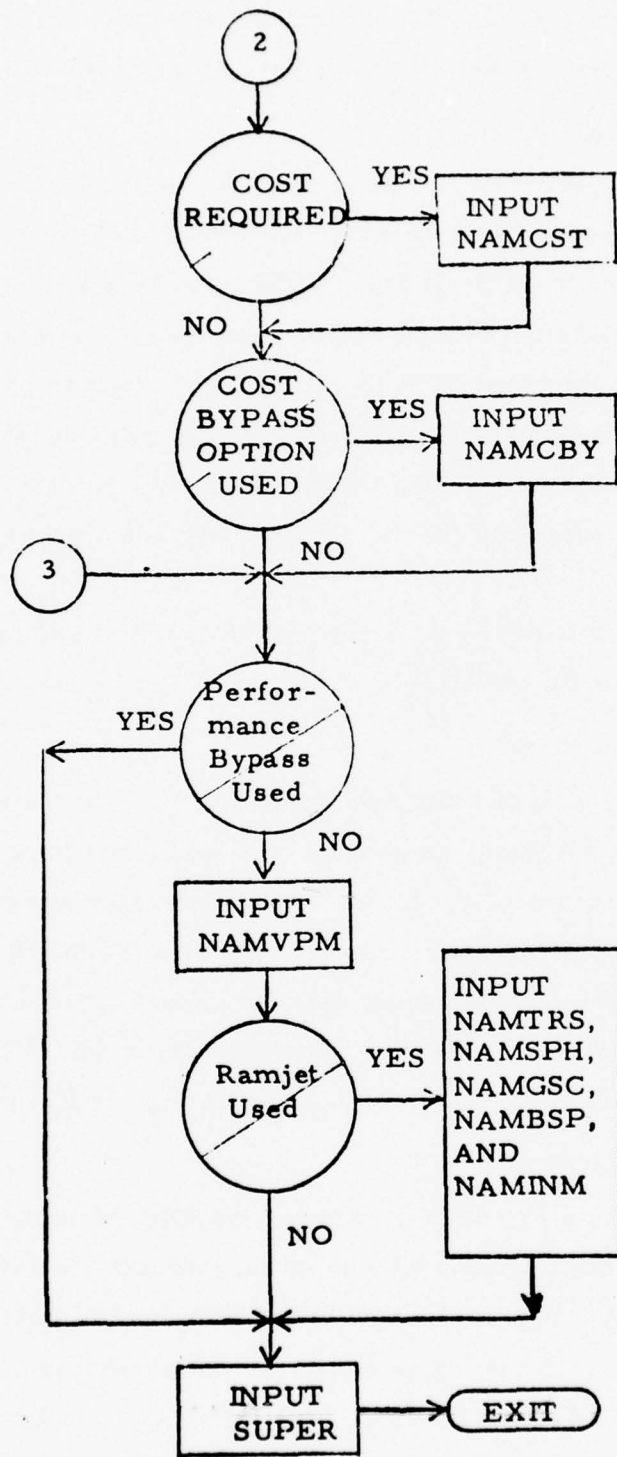 2
COST
REQUIRED
YES
INPUT
NAMCST
NO
COST
BYPASS
OPTION
USED
YES
INPUT
NAMCBY
NO
3
Perfor-
mance
Bypass
Used
YES
NO
INPUT
NAMVPM
Ramjet
Used
YES
INPUT
NAMTRS,
NAMSPH,
NAMGSC,
NAMBSP,
AND
NAMINM
NO
INPUT
SUPER
EXIT